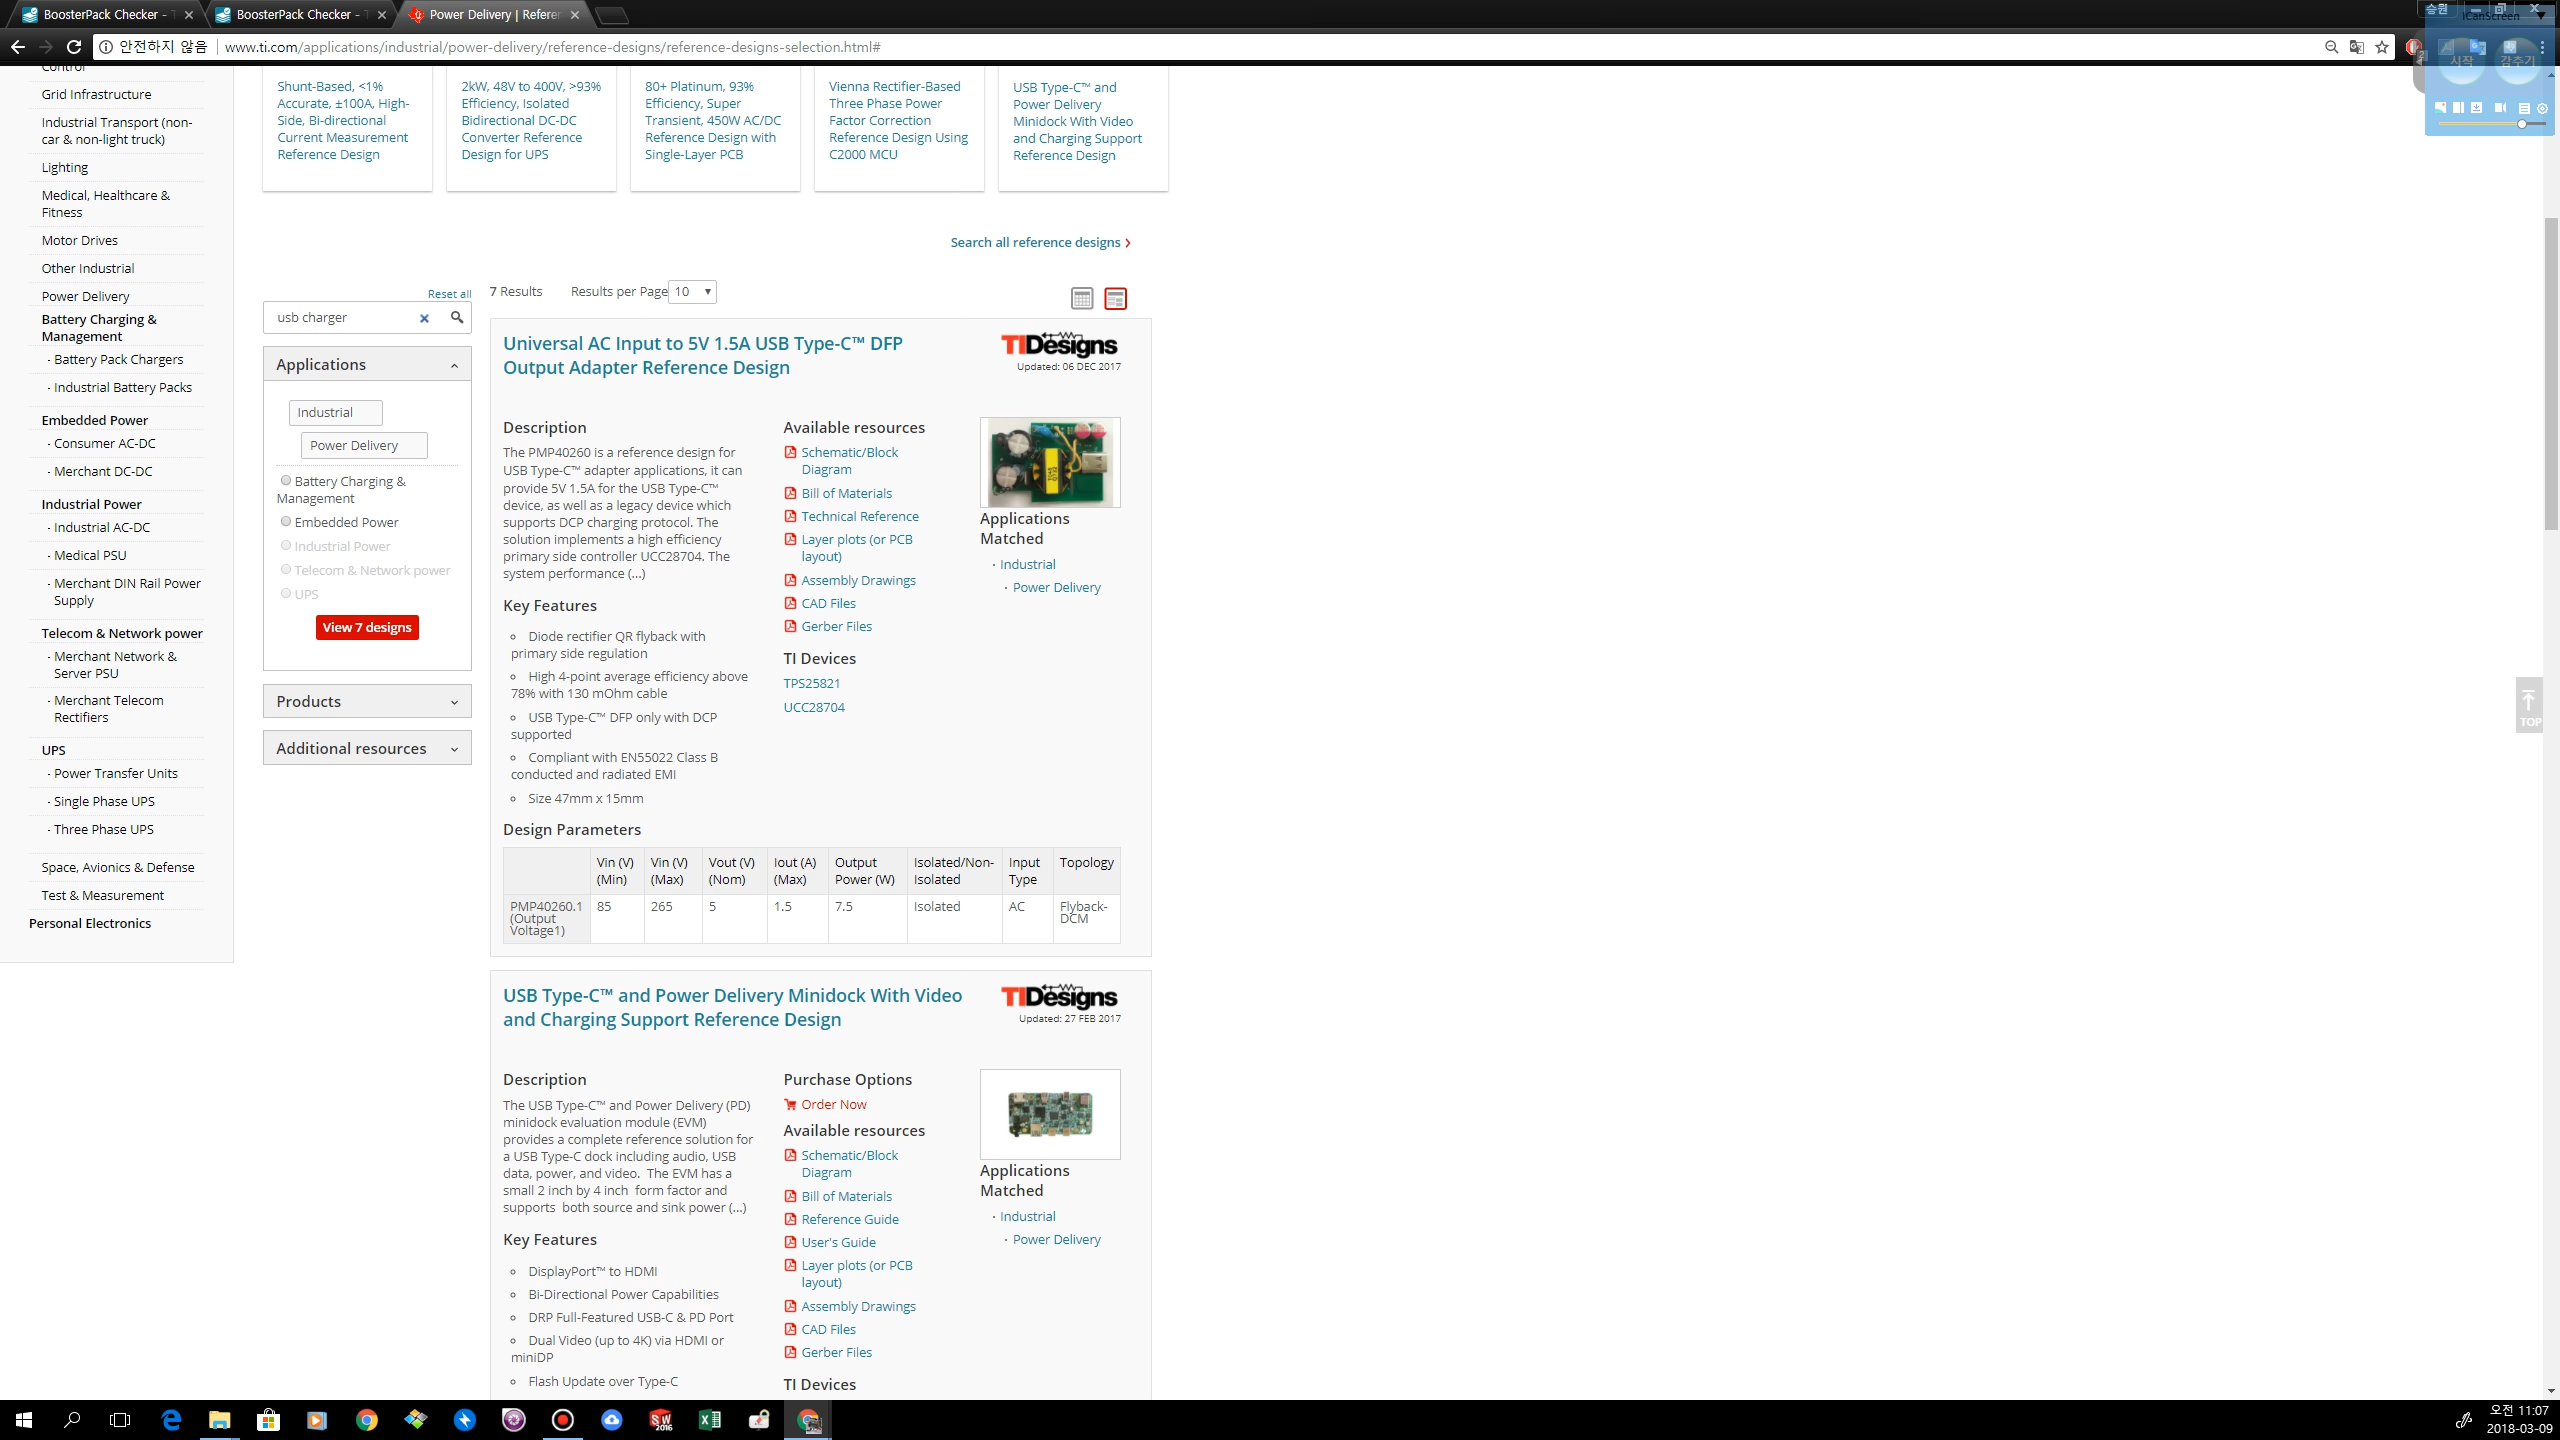 BoosterPack Checker - T
BoosterPack Checker - T
Power Delivery | Refere
승원
iCanScreen
안전하지 않음
www.ti.com/applications/industrial/power-delivery/reference-designs/reference-designs-selection.html#
시작
감추기
Control
Grid Infrastructure
Industrial Transport (non-
car & non-light truck)
Lighting
Medical, Healthcare &
Fitness
Motor Drives
Other Industrial
Power Delivery
Battery Charging &
Management
· Battery Pack Chargers
· Industrial Battery Packs
Embedded Power
· Consumer AC-DC
· Merchant DC-DC
Industrial Power
· Industrial AC-DC
· Medical PSU
· Merchant DIN Rail Power
Supply
Telecom & Network power
· Merchant Network &
Server PSU
· Merchant Telecom
Rectifiers
UPS
· Power Transfer Units
· Single Phase UPS
· Three Phase UPS
Space, Avionics & Defense
Test & Measurement
Personal Electronics
Shunt-Based, <1%
Accurate, ±100A, High-
Side, Bi-directional
Current Measurement
Reference Design
2kW, 48V to 400V, >93%
Efficiency, Isolated
Bidirectional DC-DC
Converter Reference
Design for UPS
80+ Platinum, 93%
Efficiency, Super
Transient, 450W AC/DC
Reference Design with
Single-Layer PCB
Vienna Rectifier-Based
Three Phase Power
Factor Correction
Reference Design Using
C2000 MCU
USB Type-C™ and
Power Delivery
Minidock With Video
and Charging Support
Reference Design
Search all reference designs
Reset all
usb charger
Applications
Industrial
Power Delivery
Battery Charging &
Management
Embedded Power
Industrial Power
Telecom & Network power
UPS
View 7 designs
Products
Additional resources
7 Results
Results per Page 10
Universal AC Input to 5V 1.5A USB Type-C™ DFP
Output Adapter Reference Design
TIDesigns
Updated: 06 DEC 2017
Description
The PMP40260 is a reference design for
USB Type-C™ adapter applications, it can
provide 5V 1.5A for the USB Type-C™
device, as well as a legacy device which
supports DCP charging protocol. The
solution implements a high efficiency
primary side controller UCC28704. The
system performance (...)
Key Features
Diode rectifier QR flyback with
primary side regulation
High 4-point average efficiency above
78% with 130 mOhm cable
USB Type-C™ DFP only with DCP
supported
Compliant with EN55022 Class B
conducted and radiated EMI
Size 47mm x 15mm
Available resources
Schematic/Block
Diagram
Bill of Materials
Technical Reference
Layer plots (or PCB
layout)
Assembly Drawings
CAD Files
Gerber Files
TI Devices
TPS25821
UCC28704
Applications
Matched
· Industrial
· Power Delivery
Design Parameters
Vin (V)
(Min)
Vin (V)
(Max)
Vout (V)
(Nom)
Iout (A)
(Max)
Output
Power (W)
Isolated/Non-
Isolated
Input
Type
Topology
PMP40260.1
(Output
Voltage1)
85
265
5
1.5
7.5
Isolated
AC
Flyback-
DCM
USB Type-C™ and Power Delivery Minidock With Video
and Charging Support Reference Design
TIDesigns
Updated: 27 FEB 2017
Description
The USB Type-C™ and Power Delivery (PD)
minidock evaluation module (EVM)
provides a complete reference solution for
a USB Type-C dock including audio, USB
data, power, and video. The EVM has a
small 2 inch by 4 inch form factor and
supports both source and sink power (...)
Key Features
DisplayPort™ to HDMI
Bi-Directional Power Capabilities
DRP Full-Featured USB-C & PD Port
Dual Video (up to 4K) via HDMI or
miniDP
Flash Update over Type-C
Purchase Options
Order Now
Available resources
Schematic/Block
Diagram
Bill of Materials
Reference Guide
User's Guide
Layer plots (or PCB
layout)
Assembly Drawings
CAD Files
Gerber Files
TI Devices
Applications
Matched
· Industrial
· Power Delivery
TOP
SW
2016
오전 11:07
2018-03-09